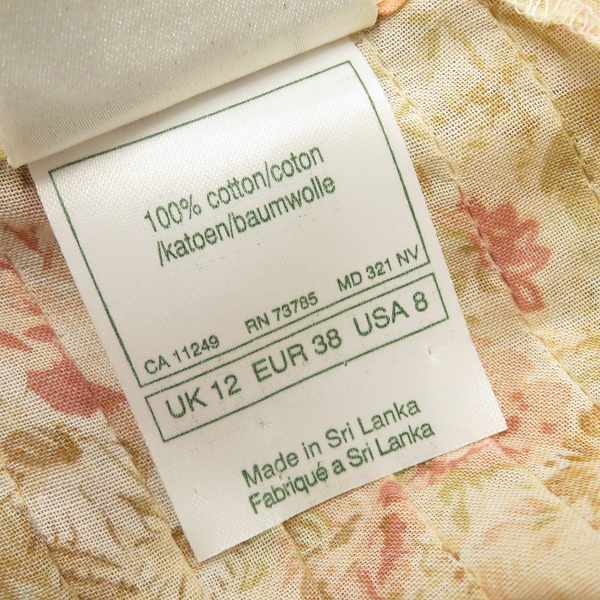 100% cotton/coton
/katoen/baumwolle
CA 11249 RN 73785 MD 321 NV
UK 12 EUR 38 USA 8
Made in Sri Lanka
Fabriqué a Sri Lanka